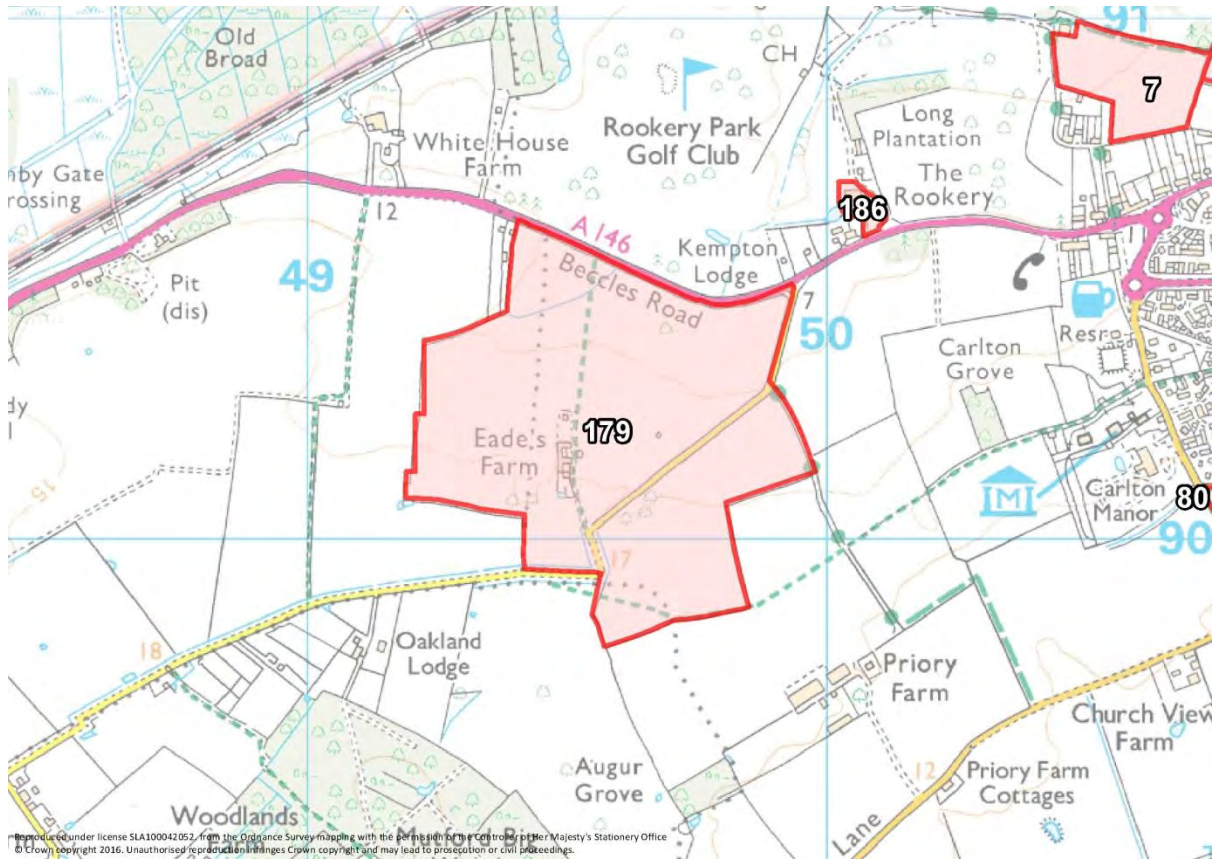 Old
Broad
CH
91
7
White House
Farm
Rookery Park
Golf Club
Long
Plantation
The
Rookery
nby Gate
rossing
12
186
A 146
Beccles Road
Kempton
Lodge
49
Pit
(dis)
7
50
Resr
Carlton
Grove
dy
Eade's
Farm
179
15
M
Carlton
Manor
80
90
17
Oakland
Lodge
18
Priory
Farm
Church View
Farm
Augur
Grove
12
Priory Farm
Cottages
Woodlands
Farm
Mutford Big
Lane
Reproduced under license SLA100042052, from the Ordnance Survey mapping with the permission of the Controller of Her Majesty's Stationery Office
© Crown copyright 2016. Unauthorised reproduction infringes Crown copyright and may lead to prosecution or civil proceedings.